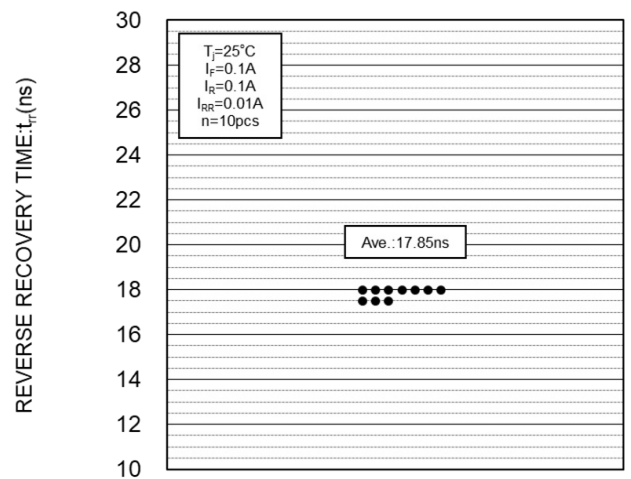 REVERSE RECOVERY TIME:trr(ns)
30
28
26
24
22
20
18
16
14
12
10
Tj=25°C
IF=0.1A
IR=0.1A
IRR=0.01A
n=10pcs
Ave.:17.85ns